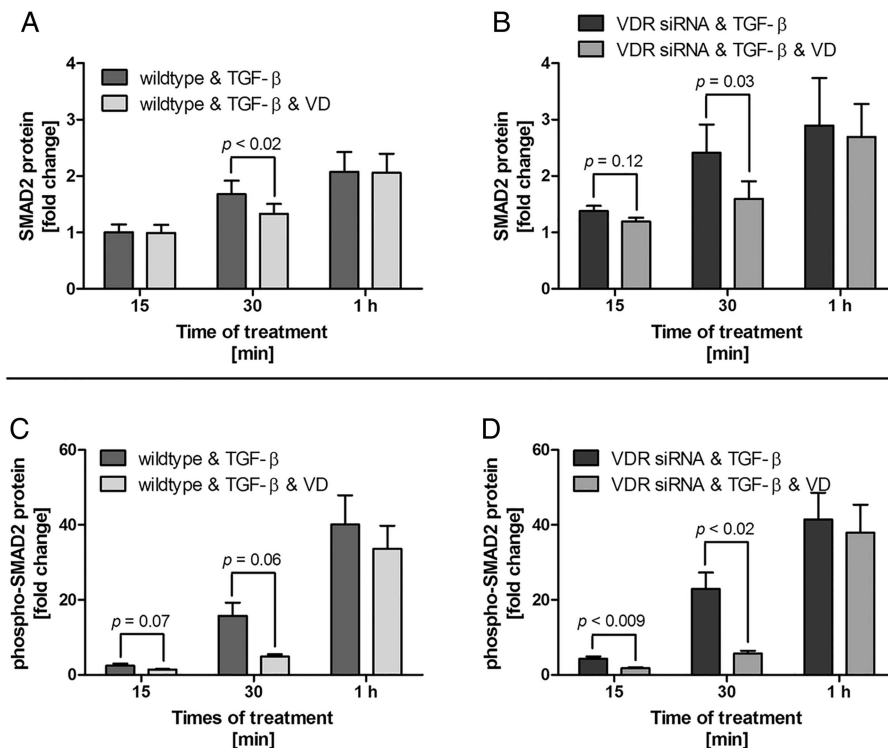 A
wildtype & TGF-β
wildtype & TGF-β & VD
SMAD2 protein
[fold change]
4
3
2
1
0
p < 0.02
15
30
1 h
Time of treatment
[min]
B
VDR siRNA & TGF-β
VDR siRNA & TGF-β & VD
SMAD2 protein
[fold change]
4
3
2
1
0
p = 0.12
p = 0.03
15
30
1 h
Time of treatment
[min]
C
wildtype & TGF-β
wildtype & TGF-β & VD
phospho-SMAD2 protein
[fold change]
60
40
20
0
p = 0.07
p = 0.06
15
30
1 h
Times of treatment
[min]
D
VDR siRNA & TGF-β
VDR siRNA & TGF-β & VD
phospho-SMAD2 protein
[fold change]
60
40
20
0
p < 0.009
p < 0.02
15
30
1 h
Times of treatment
[min]